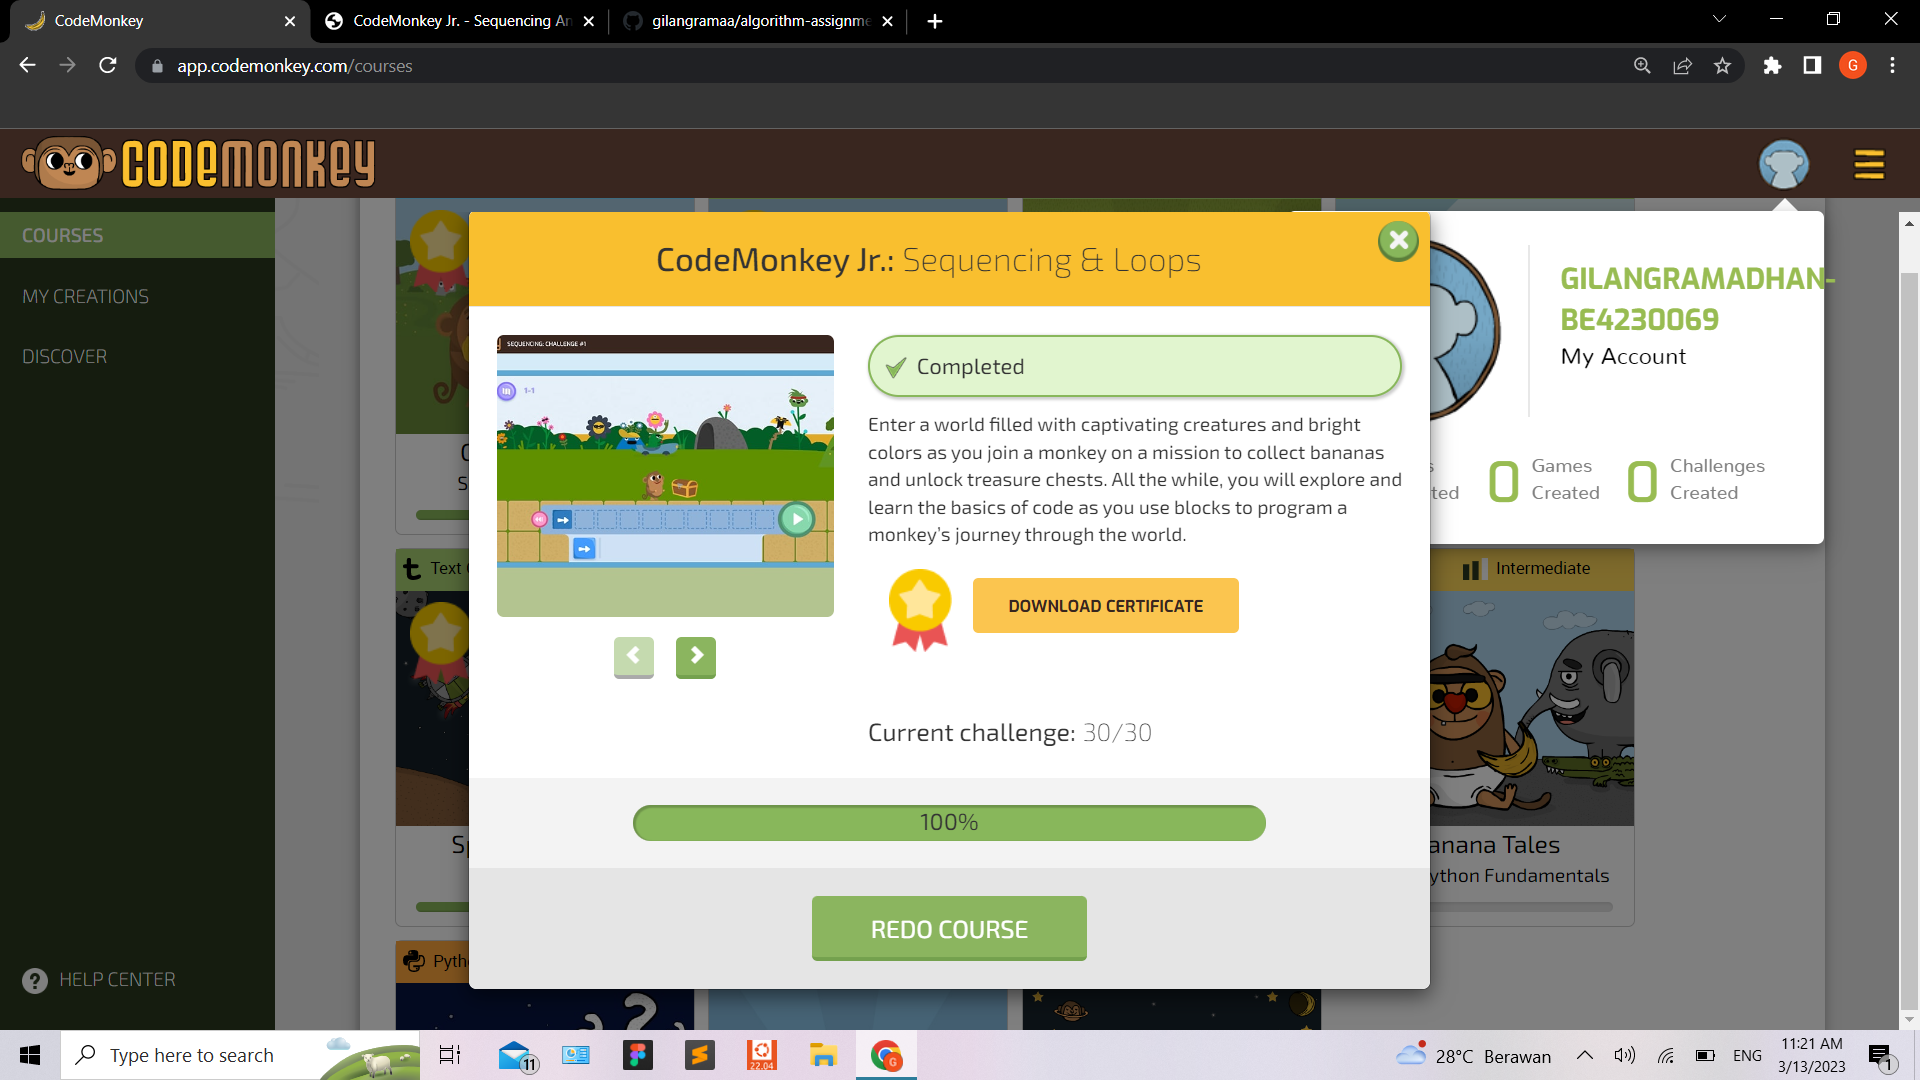 CodeMonkey
CodeMonkey Jr. - Sequencing An
gilangramaa/algorithm-assignme
app.codemonkey.com/courses
G
CODEMONKEY
COURSES
MY CREATIONS
DISCOVER
HELP CENTER
CodeMonkey Jr.: Sequencing & Loops
SEQUENCING: CHALLENGE #1
1-1
Completed
Enter a world filled with captivating creatures and bright
colors as you join a monkey on a mission to collect bananas
and unlock treasure chests. All the while, you will explore and
learn the basics of code as you use blocks to program a
monkey's journey through the world.
DOWNLOAD CERTIFICATE
Current challenge: 30/30
100%
REDO COURSE
GILANGRAMADHAN-
BE4230069
My Account
0 Games
Created
0 Challenges
Created
Text
Intermediate
anana Tales
ython Fundamentals
Pyth
Type here to search
11
22.04
G
28°C Berawan
ENG
11:21 AM
3/13/2023
1